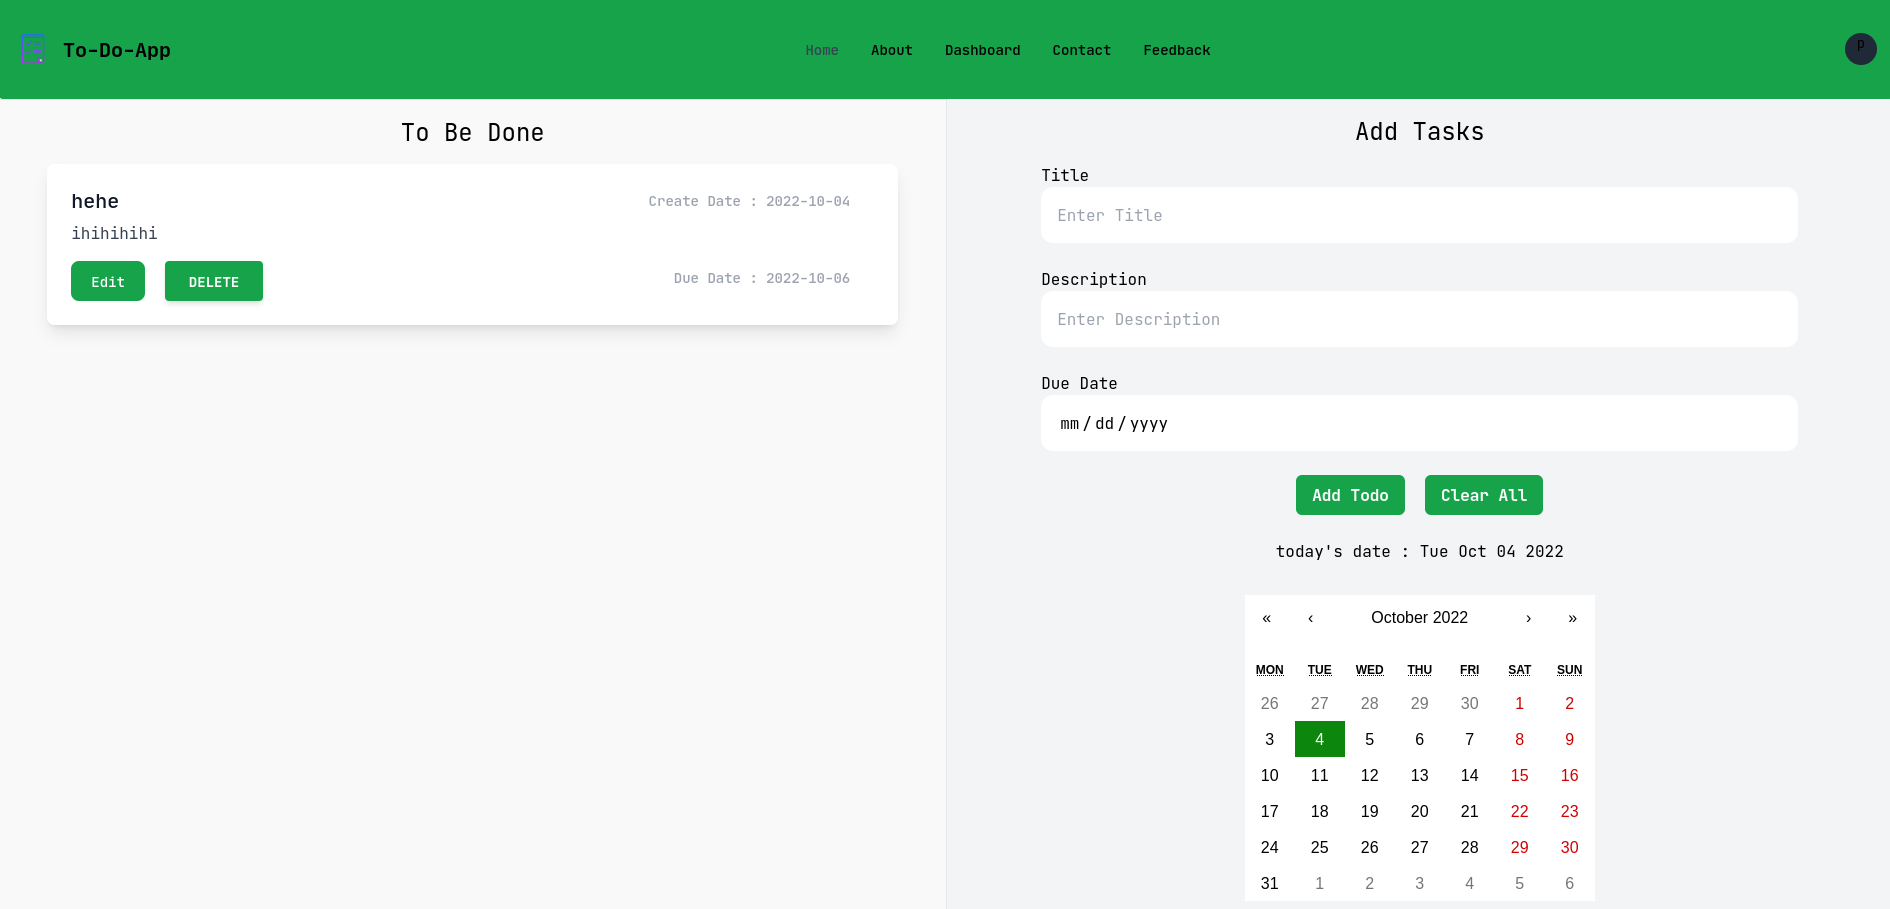 To-Do-App
Home About Dashboard Contact Feedback
p
To Be Done
hehe
Create Date : 2022-10-04
ihihihihi
Edit DELETE
Due Date : 2022-10-06
Add Tasks
Title
Enter Title
Description
Enter Description
Due Date
mm/dd/yyyy
Add Todo Clear All
today's date : Tue Oct 04 2022
« ‹ October 2022 › »
MON TUE WED THU FRI SAT SUN
26 27 28 29 30 1 2
3 4 5 6 7 8 9
10 11 12 13 14 15 16
17 18 19 20 21 22 23
24 25 26 27 28 29 30
31 1 2 3 4 5 6